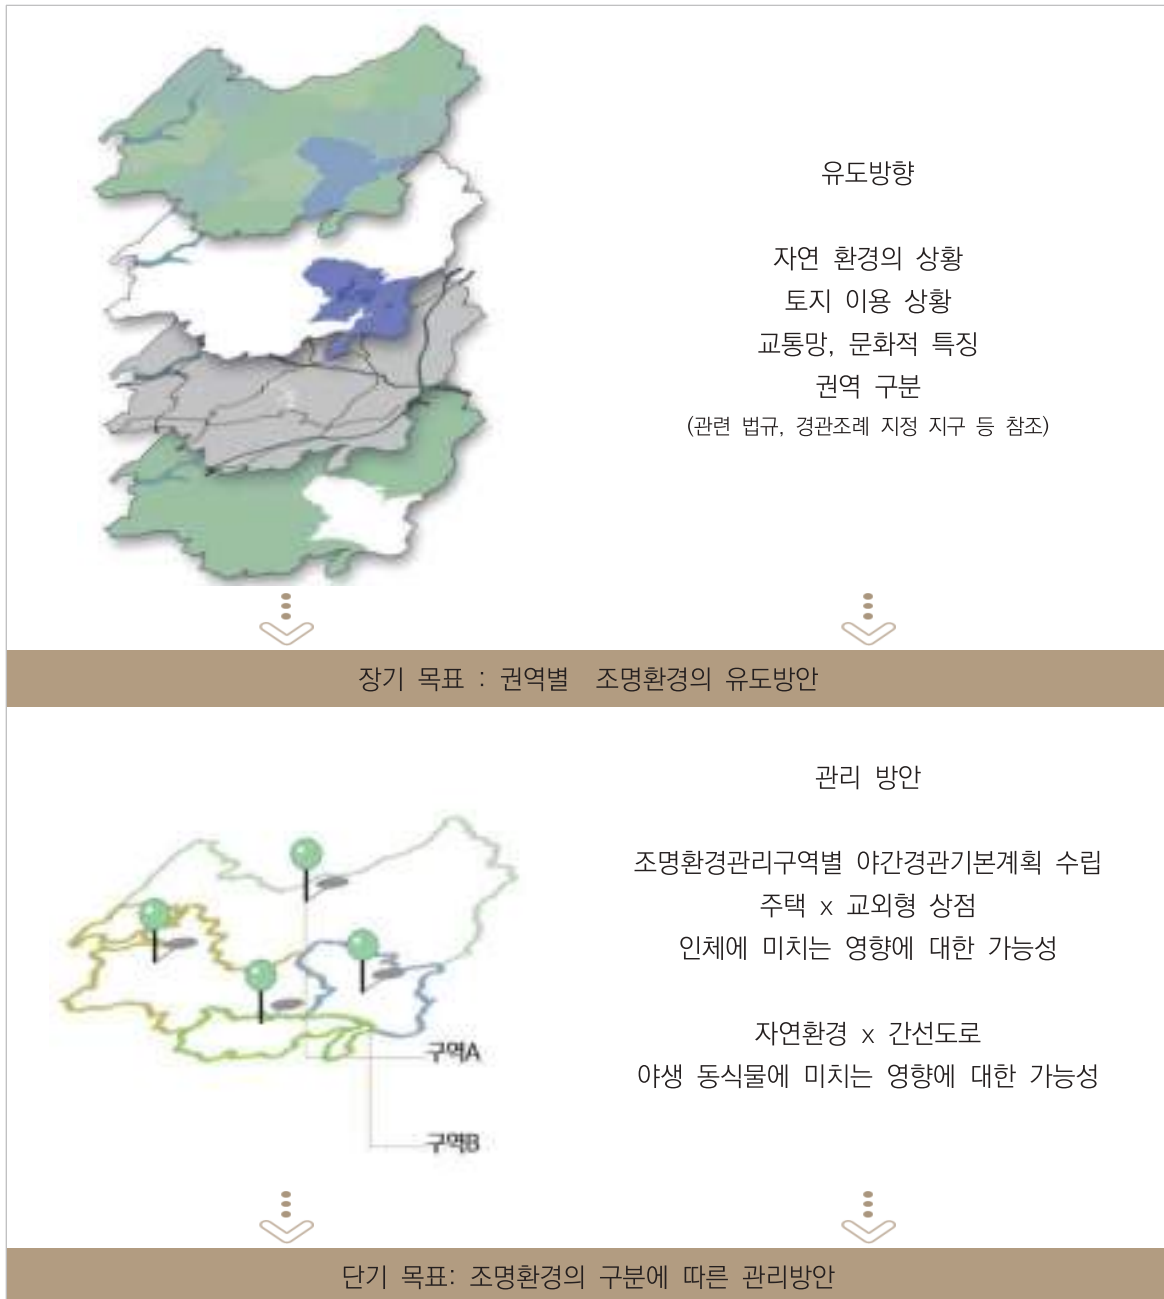 유도방향
자연 환경의 상황
토지 이용 상황
교통망, 문화적 특징
권역 구분
(관련 법규, 경관조례 지정 지구 등 참조)
장기 목표 : 권역별 조명환경의 유도방안
관리 방안
조명환경관리구역별 야간경관기본계획 수립
주택 x 교외형 상점
인체에 미치는 영향에 대한 가능성
자연환경 x 간선도로
야생 동식물에 미치는 영향에 대한 가능성
구역A
구역B
단기 목표: 조명환경의 구분에 따른 관리방안